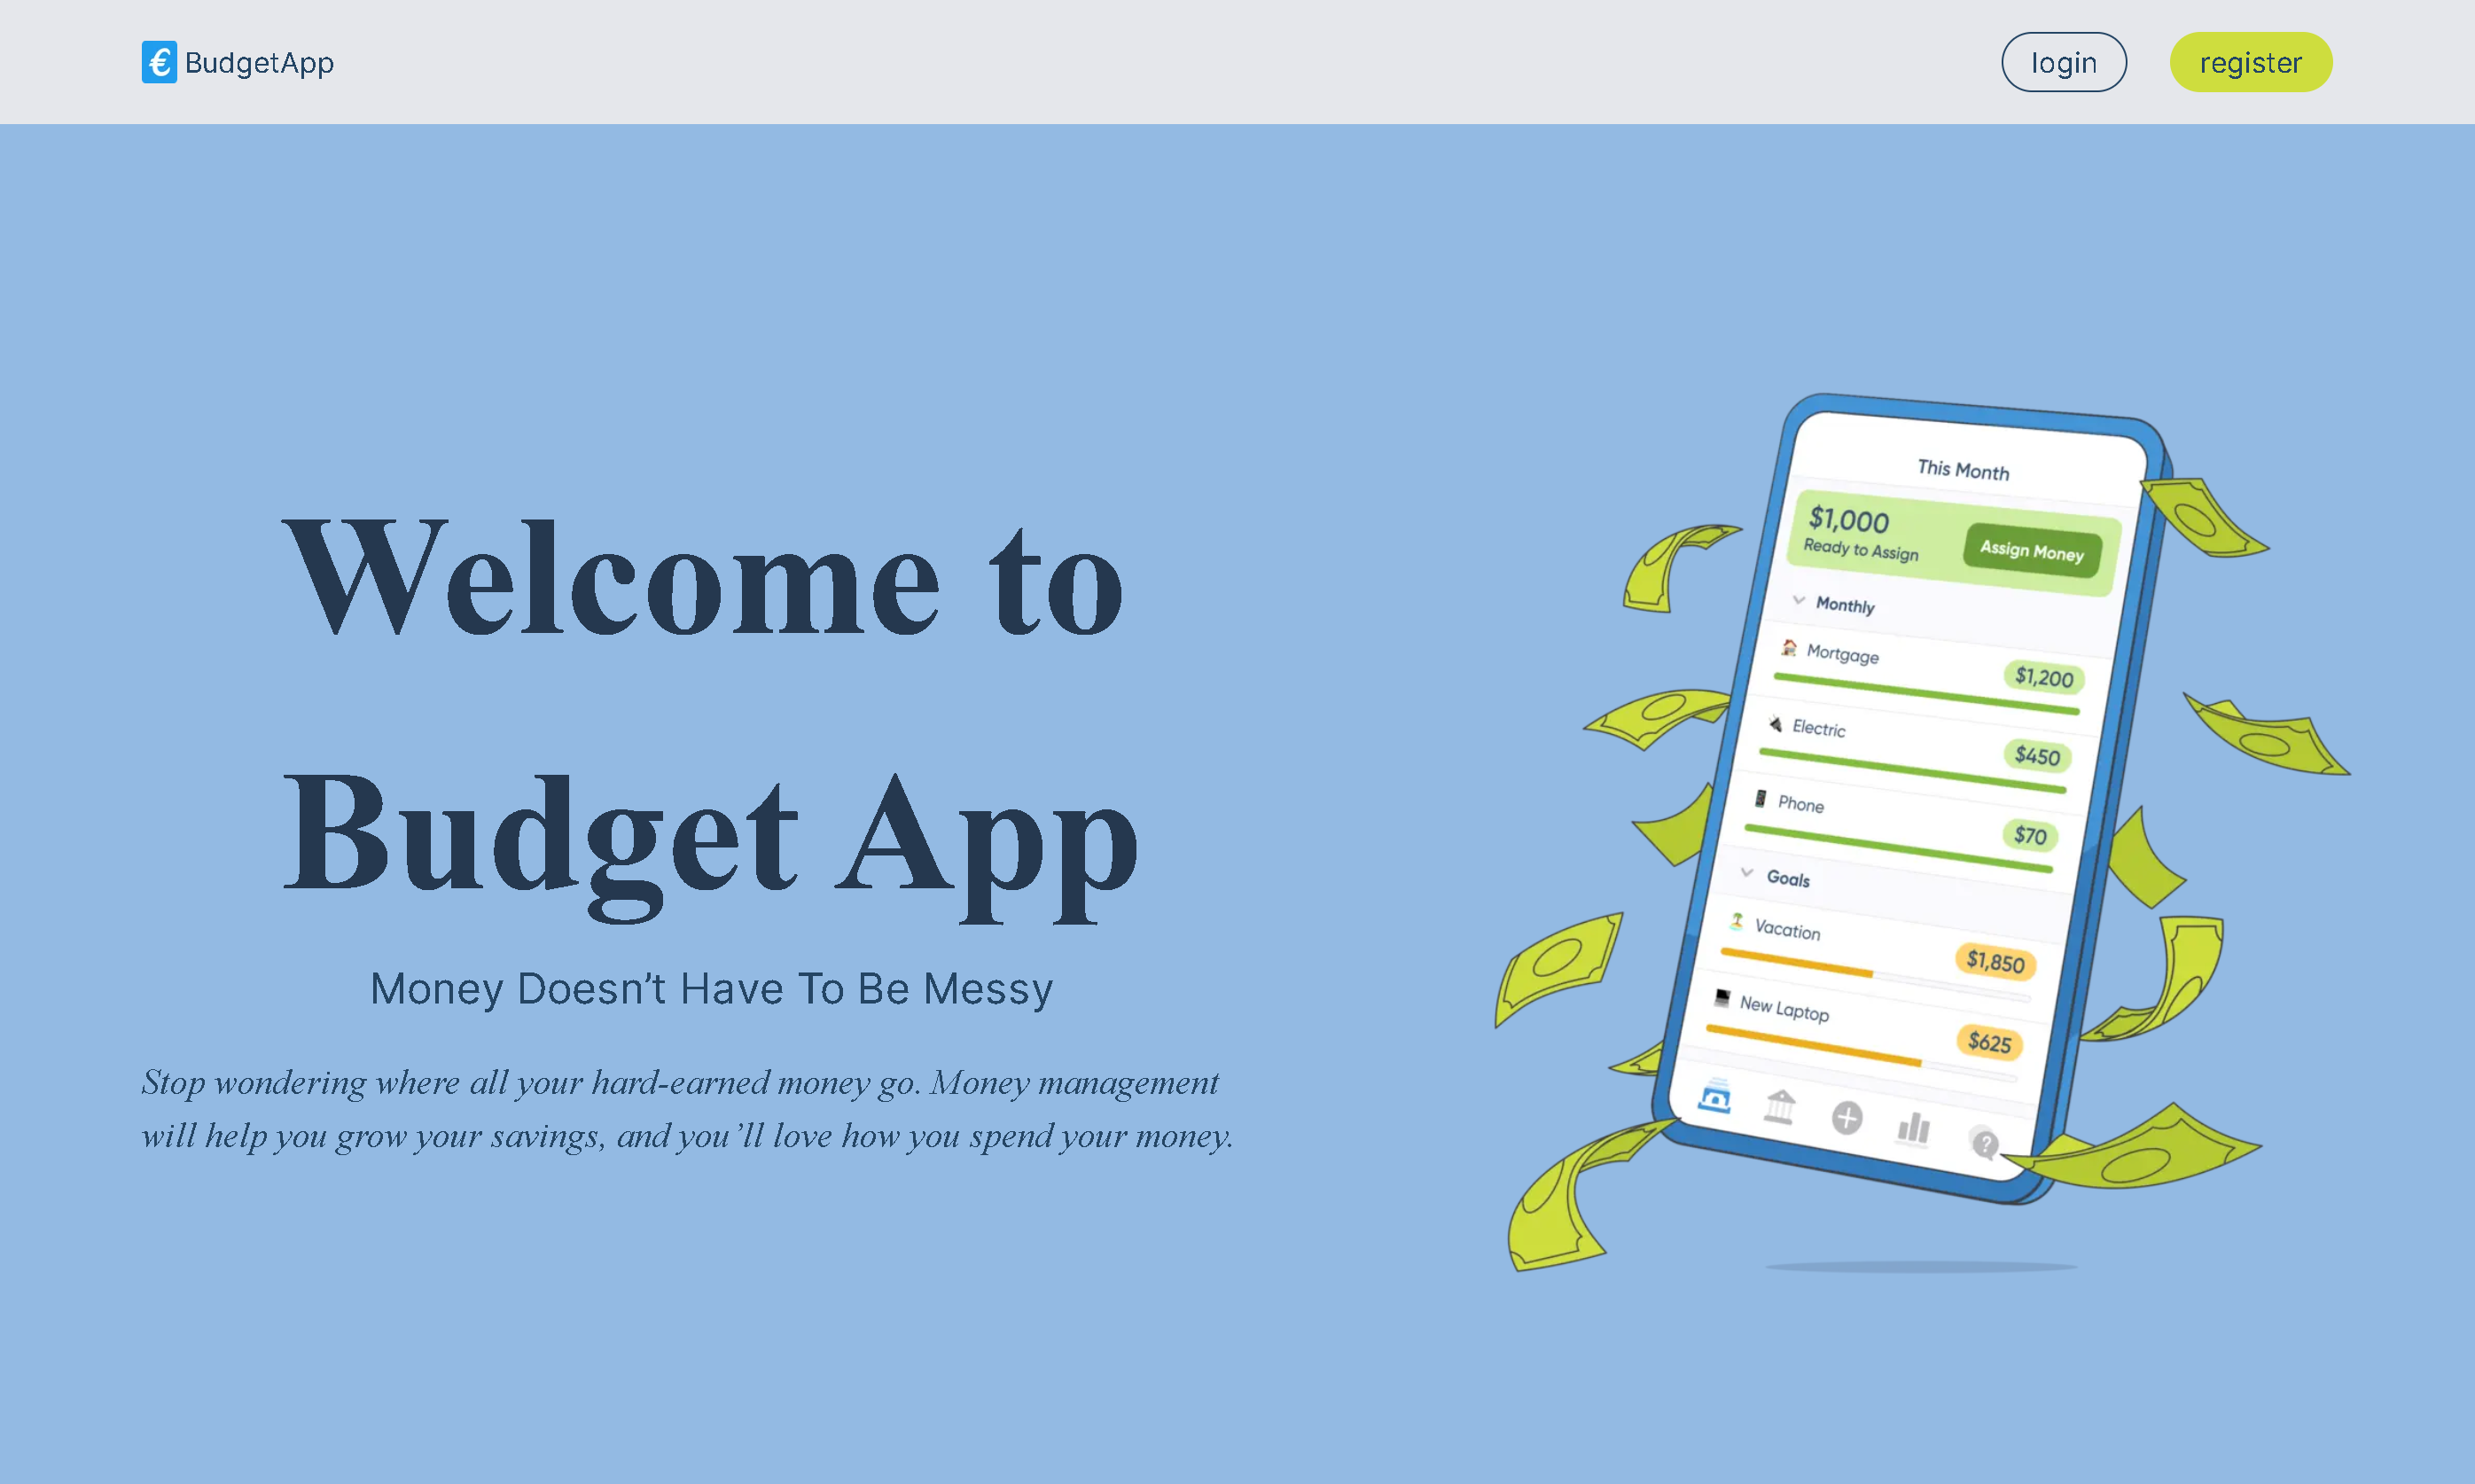 € BudgetApp
login
register
Welcome to
Budget App
Money Doesn’t Have To Be Messy
Stop wondering where all your hard-earned money go. Money management
will help you grow your savings, and you’ll love how you spend your money.
This Month
$1,000
Ready to Assign
Assign Money
Monthly
Mortgage
$1,200
Electric
$450
Phone
$70
Goals
Vacation
$1,850
New Laptop
$625
?